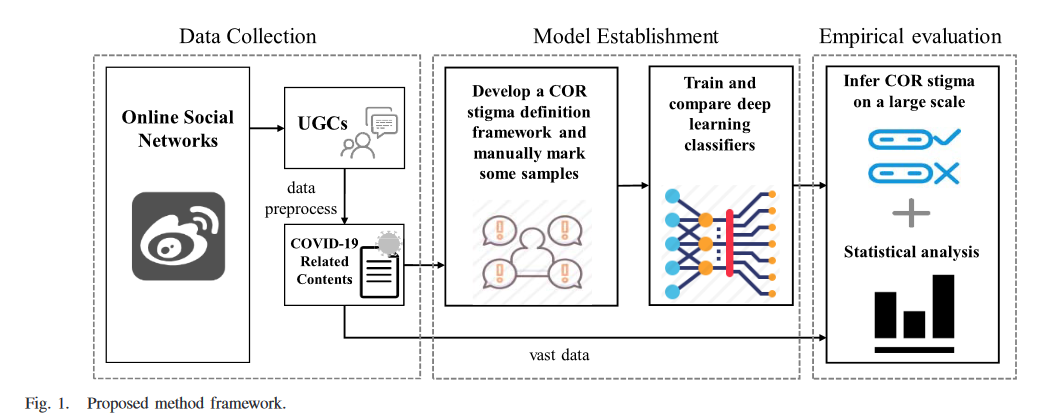 Data Collection
Model Establishment
Empirical evaluation
Online Social
Networks
UGCs
data
preprocess
COVID-19
Related
Contents
Develop a COR
stigma definition
framework and
manually mark
some samples
Train and
compare deep
learning
classifiers
Infer COR stigma
on a large scale
Statistical analysis
vast data
Fig. 1. Proposed method framework.